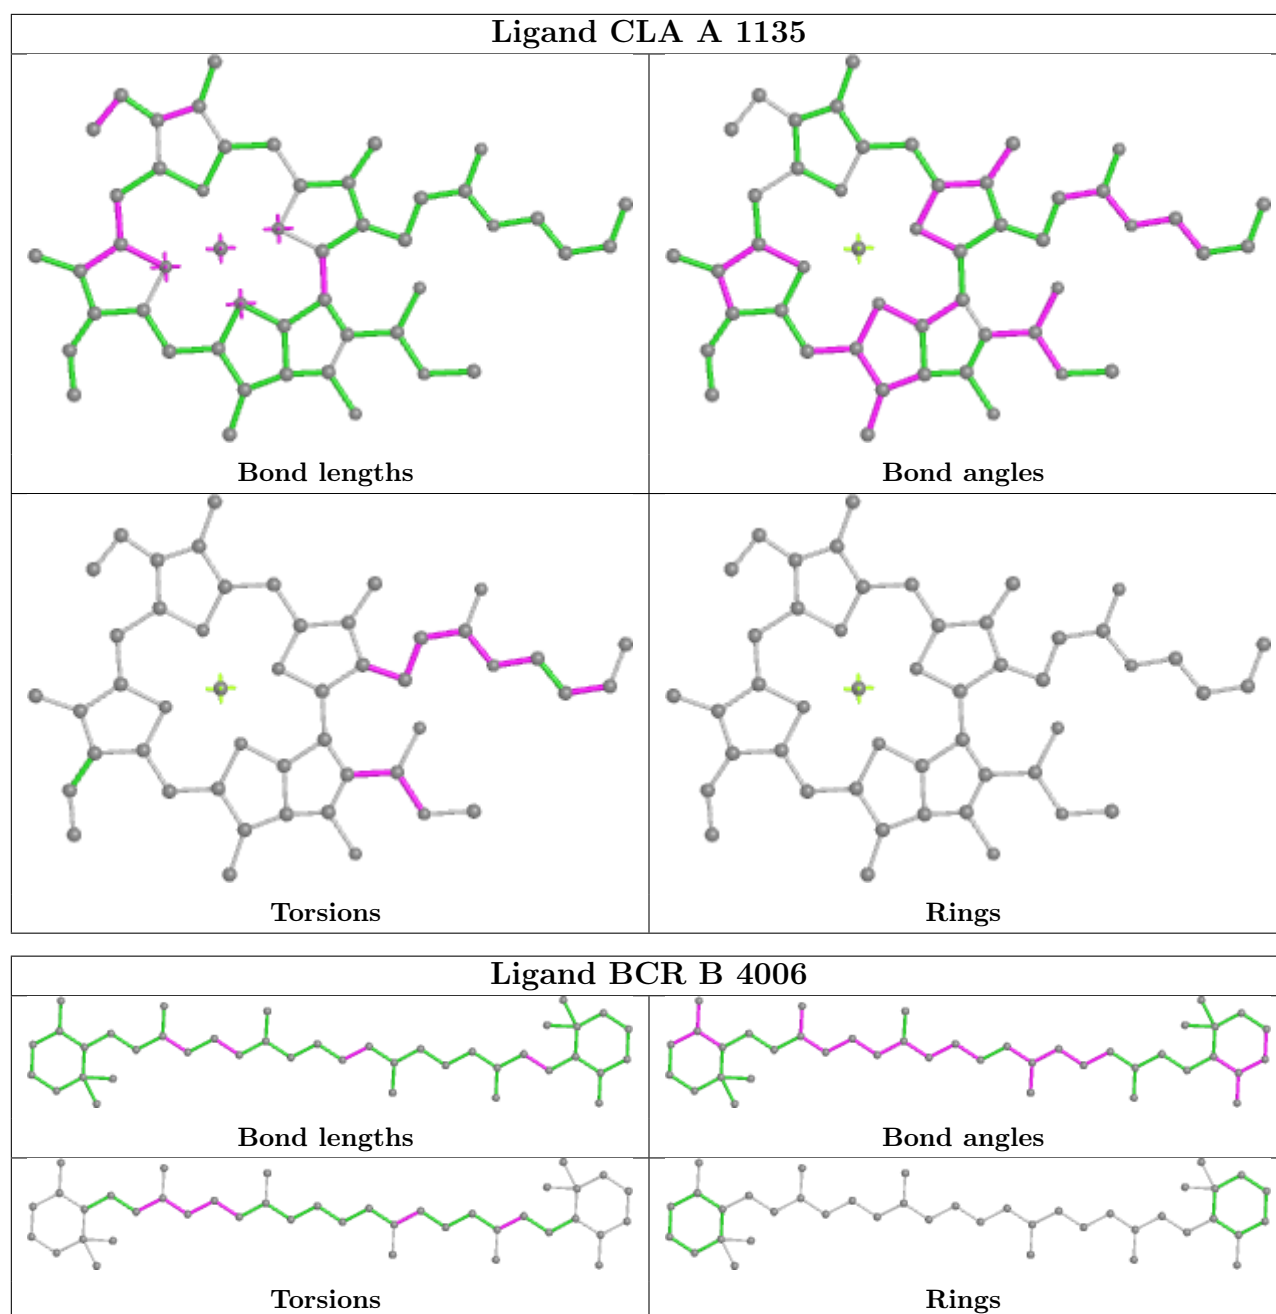 Ligand CLA A 1135
Bond lengths
Bond angles
Torsions
Rings
Ligand BCR B 4006
Bond lengths
Bond angles
Torsions
Rings